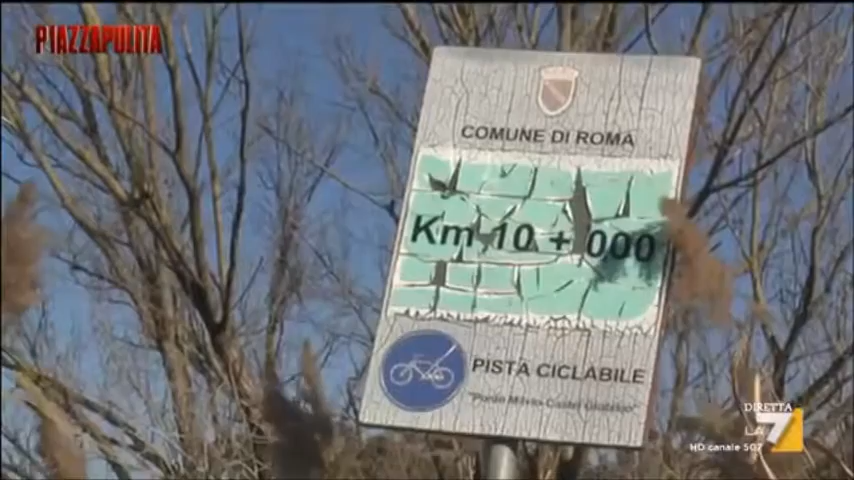 PIAZZAPULITA
COMUNE DI ROMA
Km 10 + 000
PISTA CICLABILE
"Ponte Milvio-Castel Giubileo"
DIRETTA
LA 7
HD canale 507